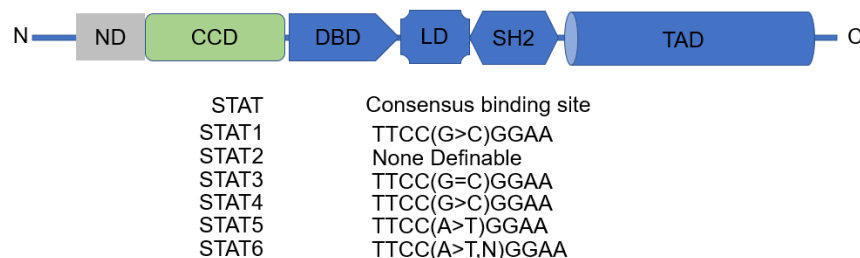 N ND CCD DBD LD SH2 TAD C
STAT Consensus binding site
STAT1 TTCC(G>C)GGAA
STAT2 None Definable
STAT3 TTCC(G=C)GGAA
STAT4 TTCC(G>C)GGAA
STAT5 TTCC(A>T)GGAA
STAT6 TTCC(A>T,N)GGAA